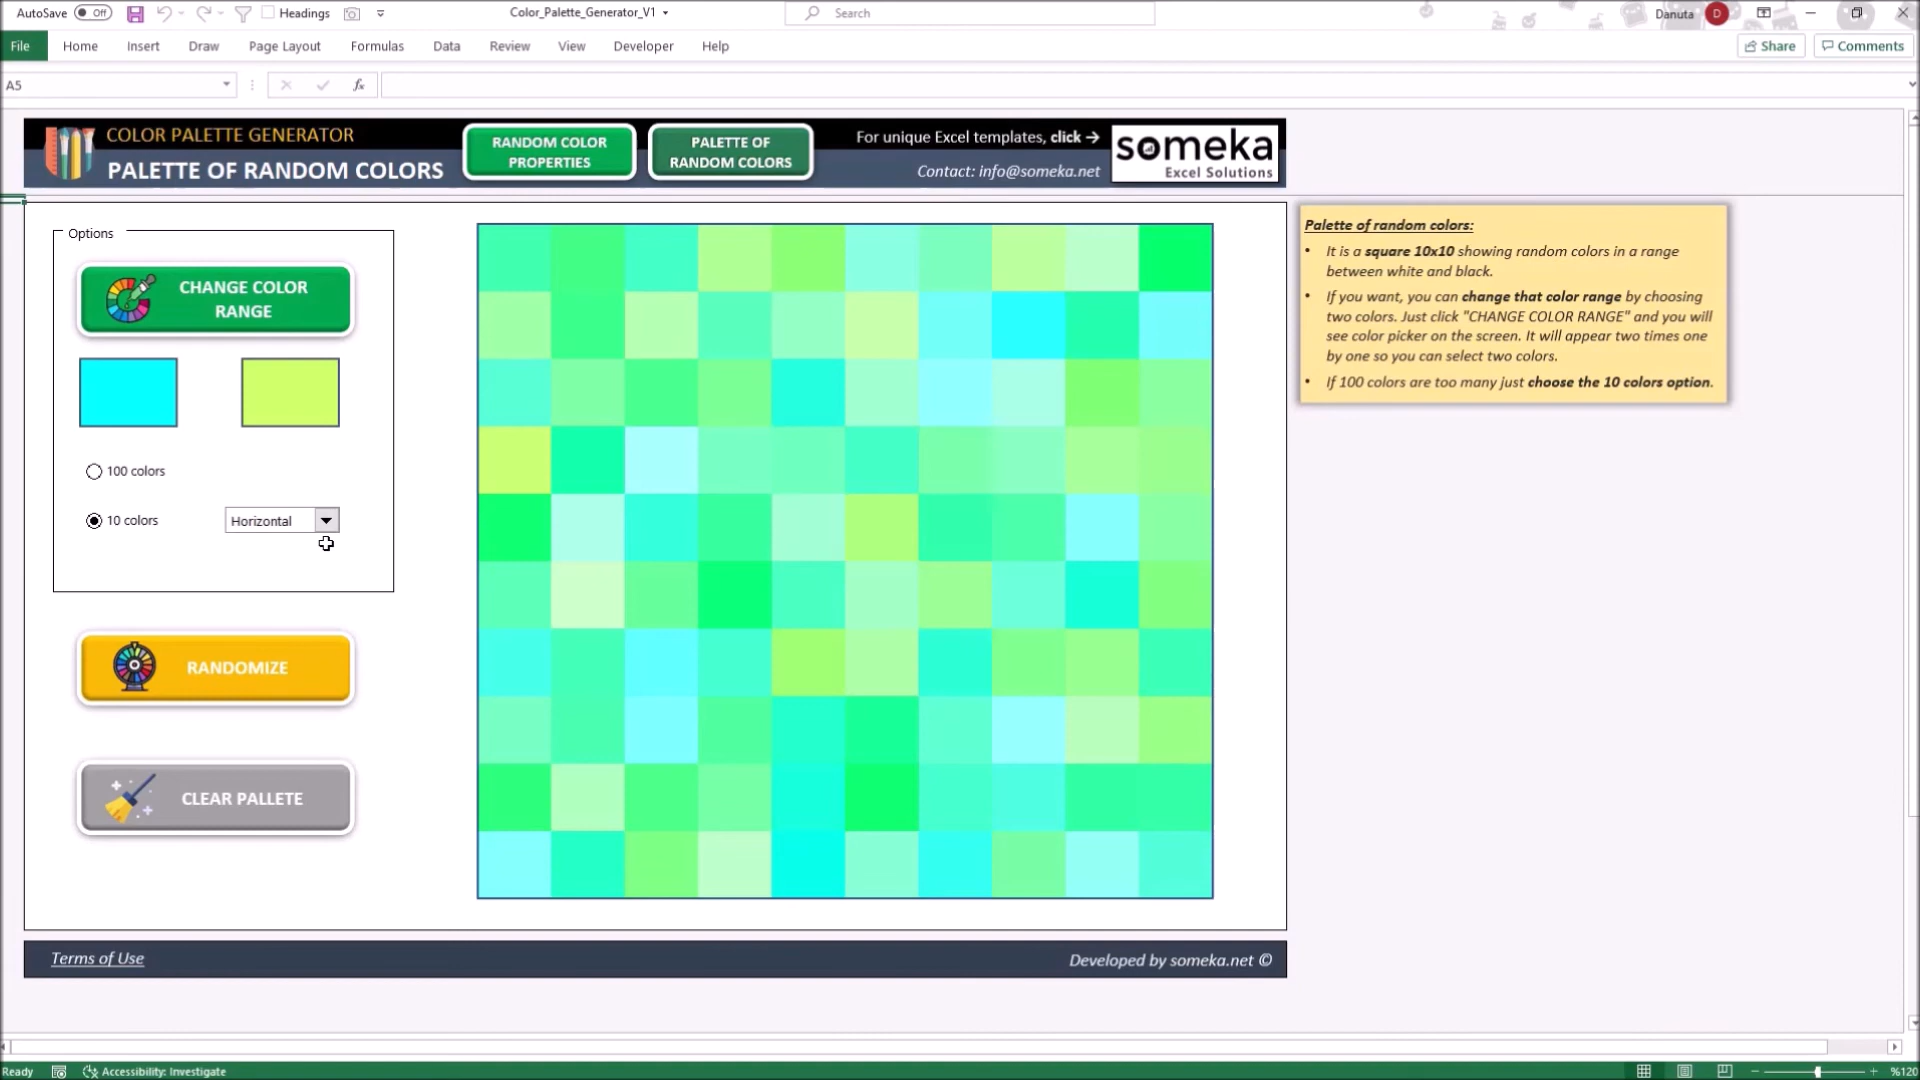 AutoSave Off Headings Color_Palette_Generator_V1 Search Danuta D
File Home Insert Draw Page Layout Formulas Data Review View Developer Help Share Comments
A5 fx
COLOR PALETTE GENERATOR
PALETTE OF RANDOM COLORS
RANDOM COLOR
PROPERTIES
PALETTE OF
RANDOM COLORS
For unique Excel templates, click →
Contact: info@someka.net
someka
Excel Solutions
Options
CHANGE COLOR
RANGE
100 colors
10 colors Horizontal
RANDOMIZE
CLEAR PALLETE
Palette of random colors:
• It is a square 10x10 showing random colors in a range
between white and black.
• If you want, you can change that color range by choosing
two colors. Just click "CHANGE COLOR RANGE" and you will
see color picker on the screen. It will appear two times one
by one so you can select two colors.
• If 100 colors are too many just choose the 10 colors option.
Terms of Use
Developed by someka.net ©
Ready Accessibility: Investigate %120